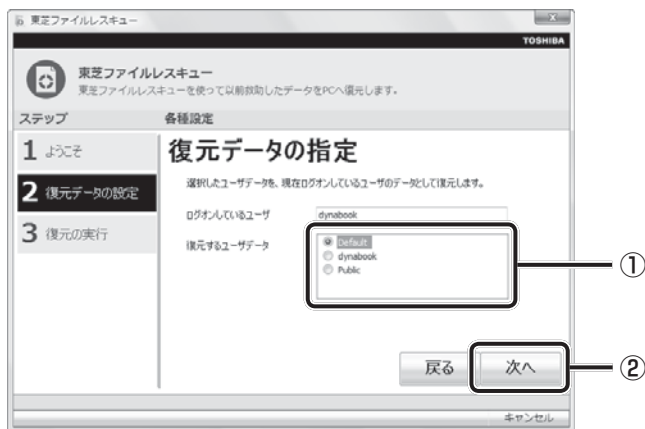 東芝ファイルレスキュー
TOSHIBA
東芝ファイルレスキュー
東芝ファイルレスキューを使って以前救助したデータをPCへ復元します。
ステップ 各種設定
1 ようこそ
2 復元データの設定
3 復元の実行
復元データの指定
選択したユーザデータを、現在ログオンしているユーザのデータとして復元します。
ログオンしているユーザ dynabook
復元するユーザデータ Default
dynabook
Public
①
戻る 次へ ②
キャンセル